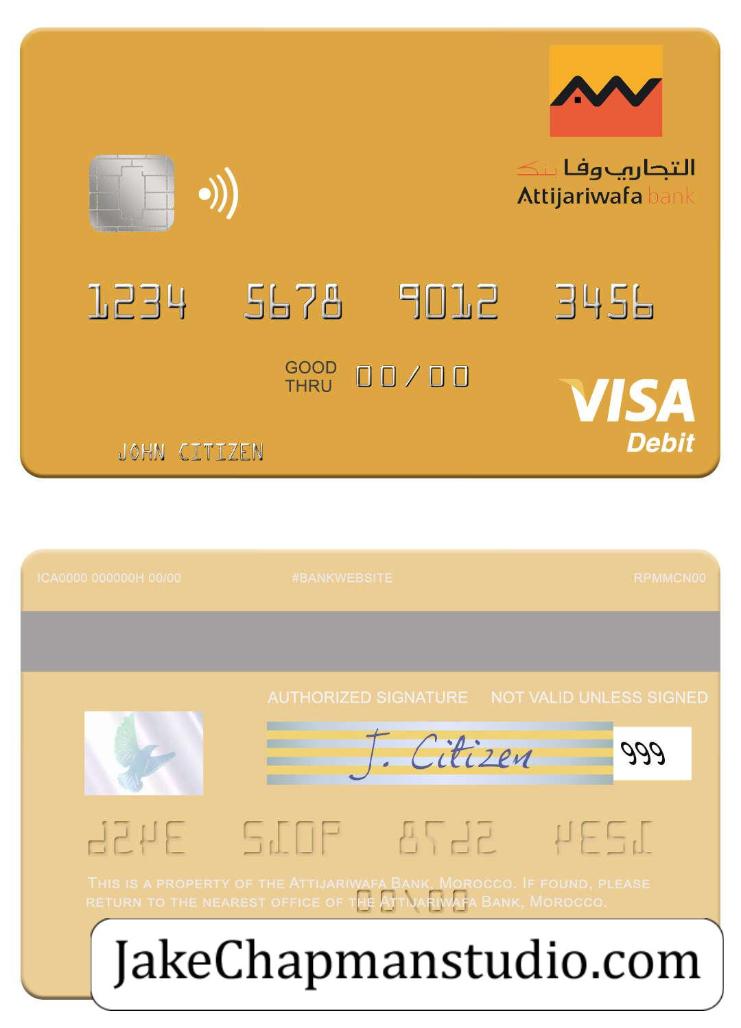 التجاري وفا بنك
Attijariwafa bank
1234 5678 9012 3456
GOOD THRU 00/00
VISA
Debit
JOHN CITIZEN
ICA0000 000000H 00/00 #BANKWEBSITE RPMMCN00
AUTHORIZED SIGNATURE NOT VALID UNLESS SIGNED
J. Citizen 999
THIS IS A PROPERTY OF THE ATTIJARIWAFA BANK, MOROCCO. IF FOUND, PLEASE
RETURN TO THE NEAREST OFFICE OF THE ATTIJARIWAFA BANK, MOROCCO.
JakeChapmanstudio.com